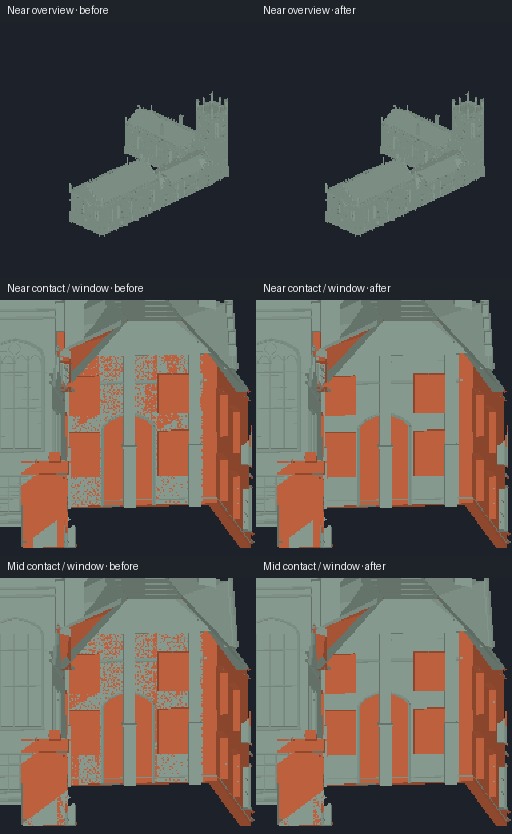 Near overview · before
Near overview · after
Near contact / window · before
Near contact / window · after
Mid contact / window · before
Mid contact / window · after